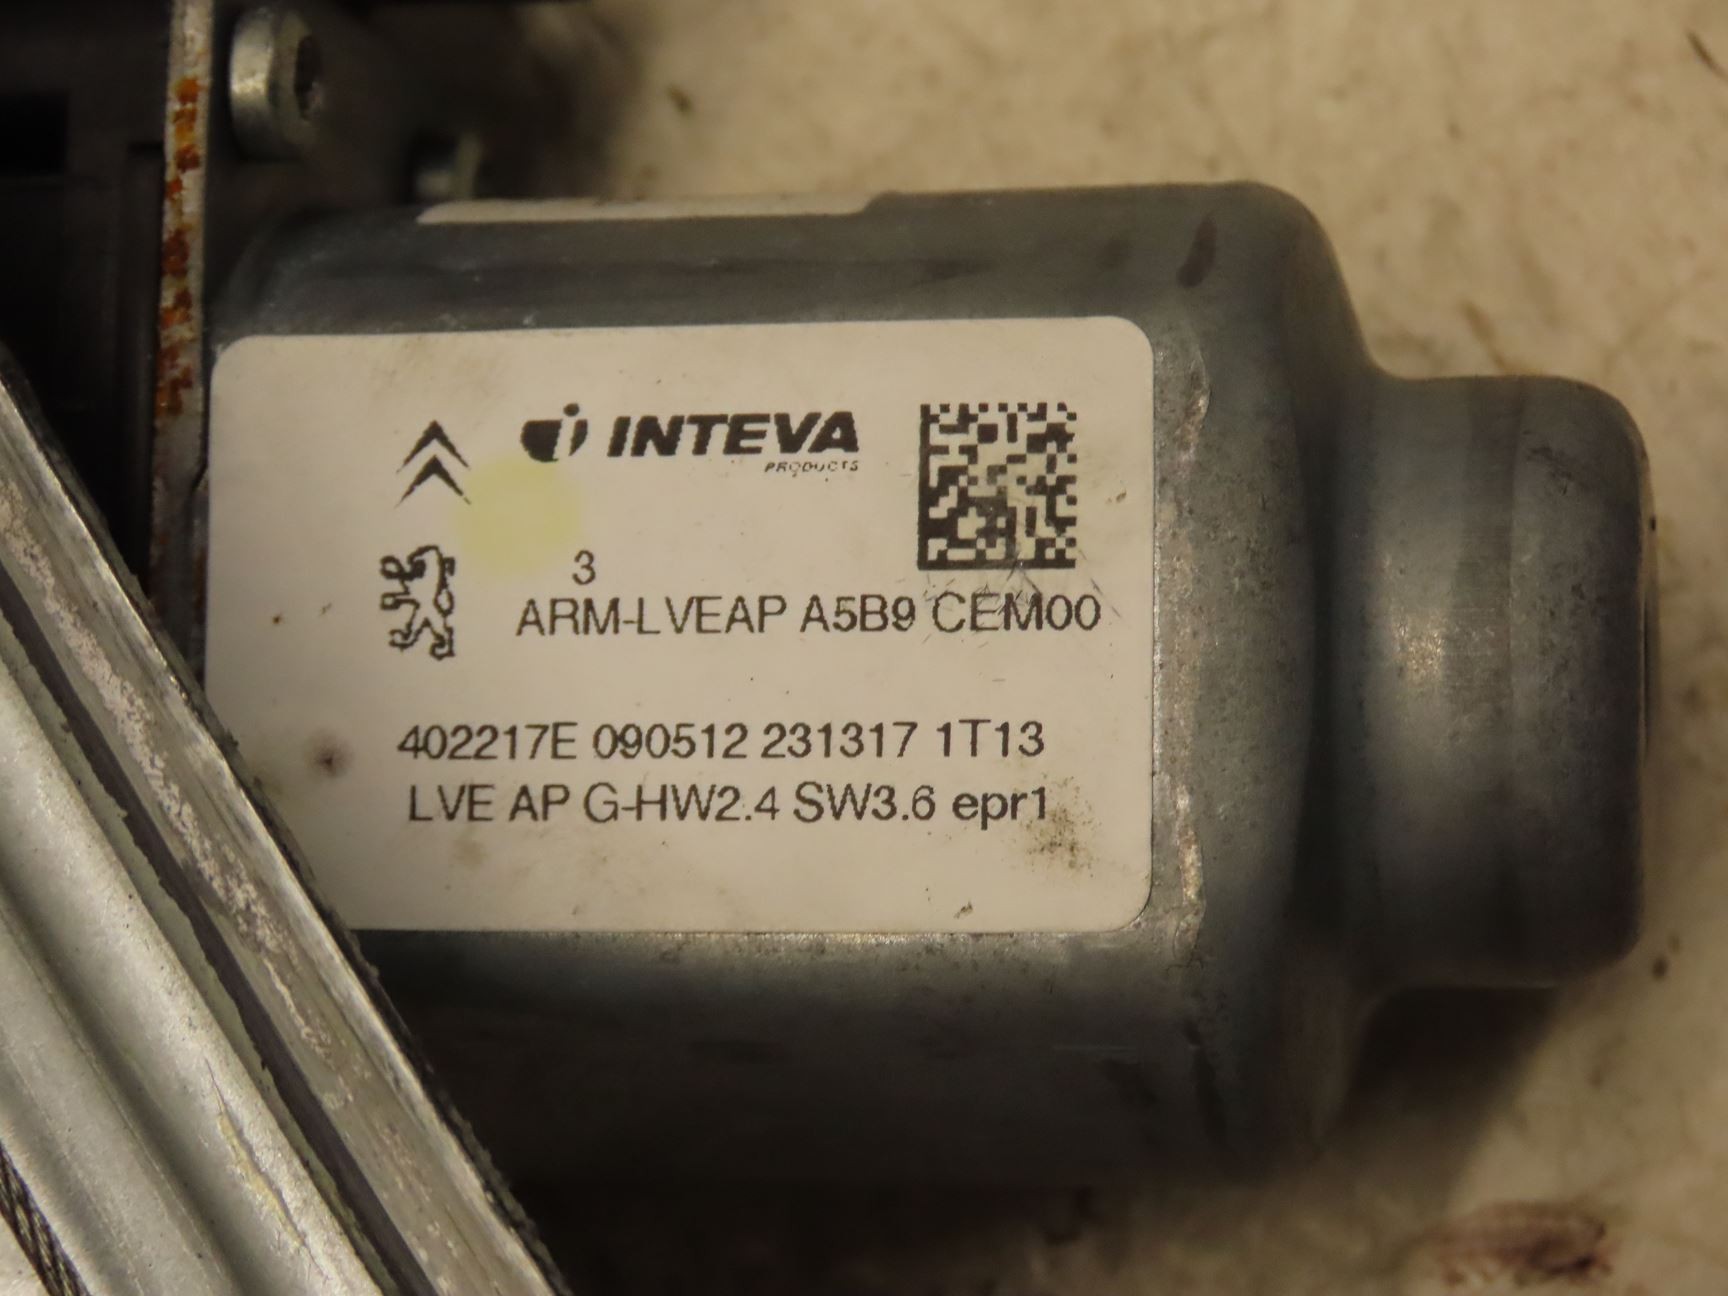 INTEVA
PRODUCTS
3
ARM-LVEAP A5B9 CEM00
402217E 090512 231317 1T13
LVE AP G-HW2.4 SW3.6 epr1